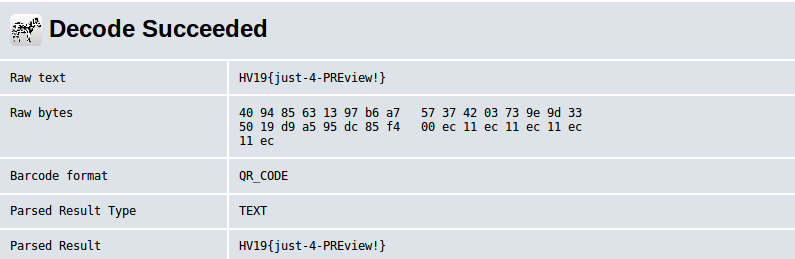 Decode Succeeded
Raw text HV19{just-4-PREview!}
Raw bytes 40 94 85 63 13 97 b6 a7 57 37 42 03 73 9e 9d 33
50 19 d9 a5 95 dc 85 f4 00 ec 11 ec 11 ec 11 ec
11 ec
Barcode format QR_CODE
Parsed Result Type TEXT
Parsed Result HV19{just-4-PREview!}